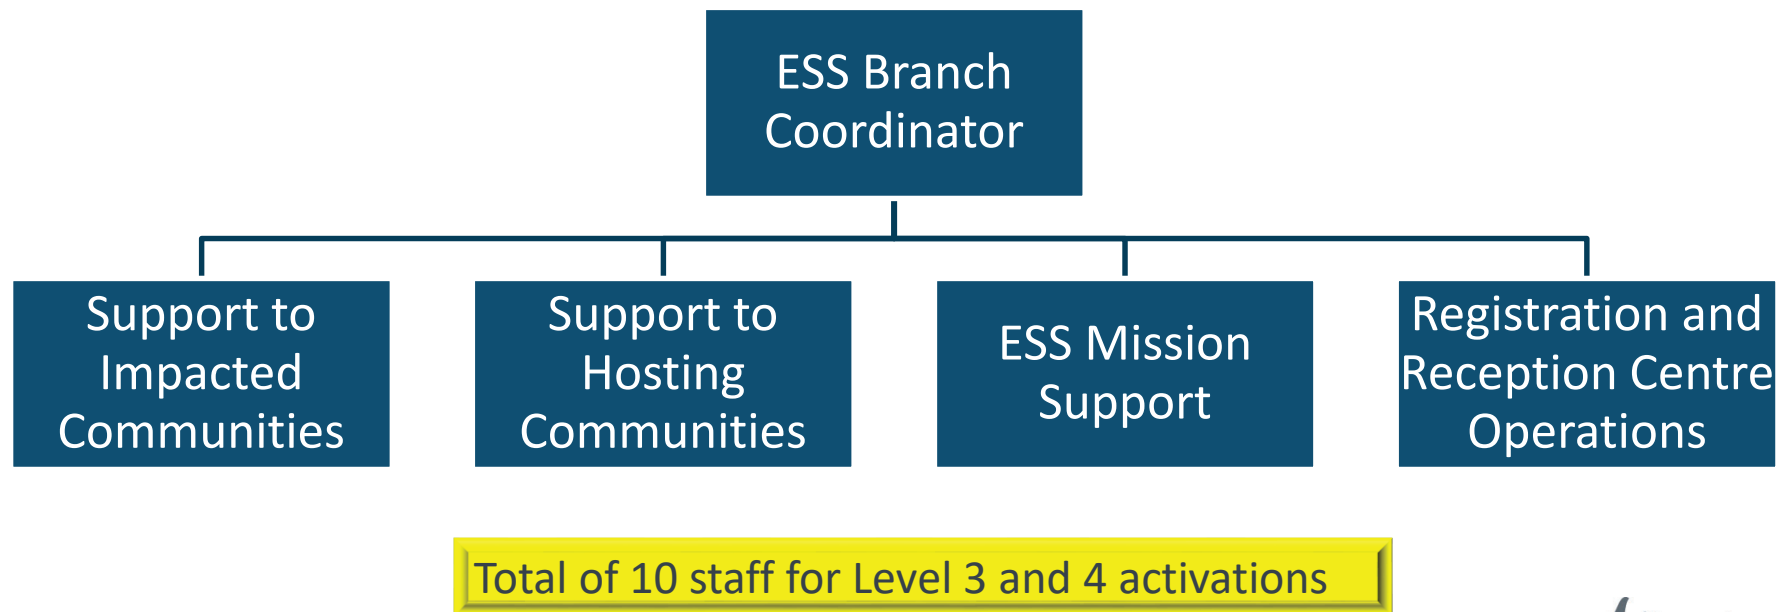 ESS Branch
Coordinator
Support to
Impacted
Communities
Support to
Hosting
Communities
ESS Mission
Support
Registration and
Reception Centre
Operations
Total of 10 staff for Level 3 and 4 activations